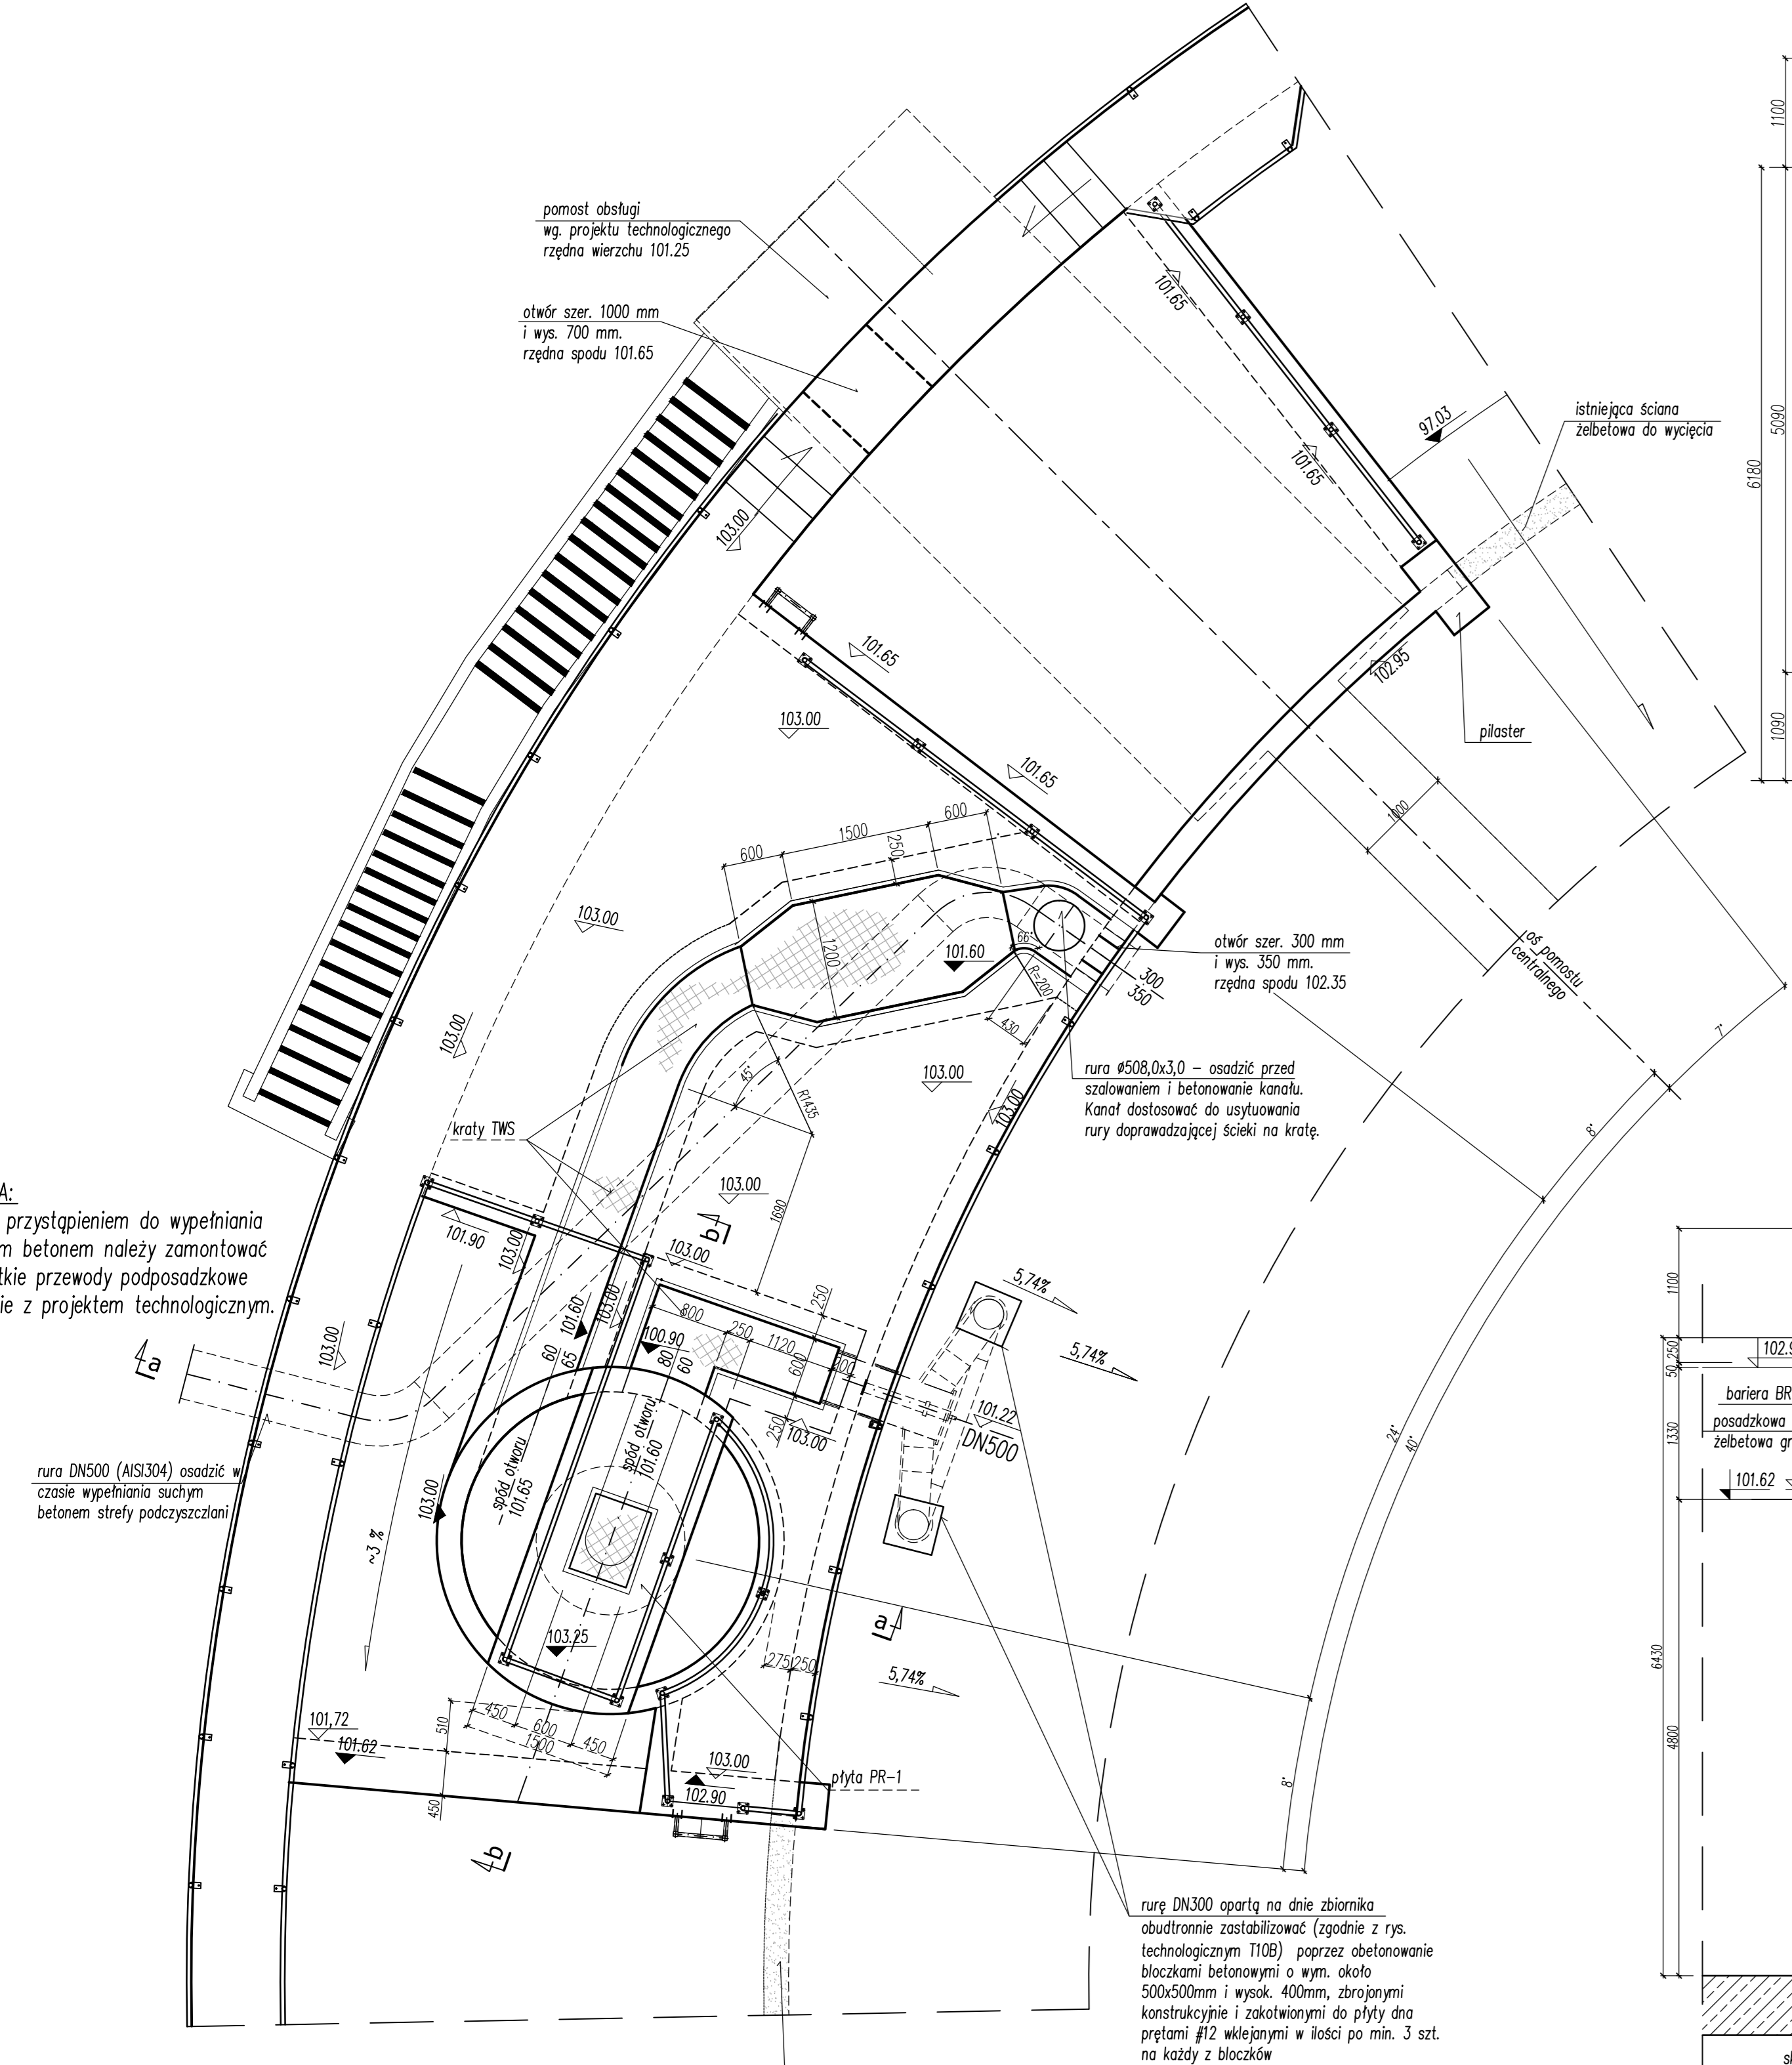 pomost obsługi
wg. projektu technologicznego
rzędna wierzchu 101.25
otwór szer. 1000 mm
i wys. 700 mm.
rzędna spodu 101.65
1100
6180
5090
1090
101.65
101.65
97.03
istniejąca ściana
żelbetowa do wycięcia
103.00
101.65
102.95
pilaster
103.00
101.65
1000
600
1500
600
250
103.00
1200
101.60
66°
R=200
430
300
350
otwór szer. 300 mm
i wys. 350 mm.
rzędna spodu 102.35
oś pomostu
centralnego
7°
8°
103.00
103.00
103.00
45°
R1435
rura ø508,0x3,0 – osadzić przed
szalowaniem i betonowanie kanału.
Kanał dostosować do usytuowania
rury doprawadzającej ścieki na kratę.
kraty TWS
A:
przystąpieniem do wypełniania
m betonem należy zamontować
tkie przewody podposadzkowe
ie z projektem technologicznym.
101.90
103.00
103.00
1690
b
103.00
250
5,74%
5,74%
800
250
1120
600
200
250
103.00
101.60
103.00
100.90
60
65
80
60
101.22
DN500
103.00
a
103.00
rura DN500 (AISI304) osadzić w
czasie wypełniania suchym
betonem strefy podczyszczlani
~3 %
spód otworu
101.65
spód otworu
101.60
103.25
a
5,74%
275
250
24°
40°
8°
101,72
101.62
510
450
450
600
450
1500
103.00
102.90
płyta PR-1
b
rurę DN300 opartą na dnie zbiornika
obudtronnie zastabilizować (zgodnie z rys.
technologicznym T10B) poprzez obetonowanie
bloczkami betonowymi o wym. około
500x500mm i wysok. 400mm, zbrojonymi
konstrukcyjnie i zakotwionymi do płyty dna
prętami #12 wklejanymi w ilości po min. 3 szt.
na każdy z bloczków
1100
250
50
1330
6430
4800
102.9
bariera BR
posadzkowa
żelbetowa gr
101.62